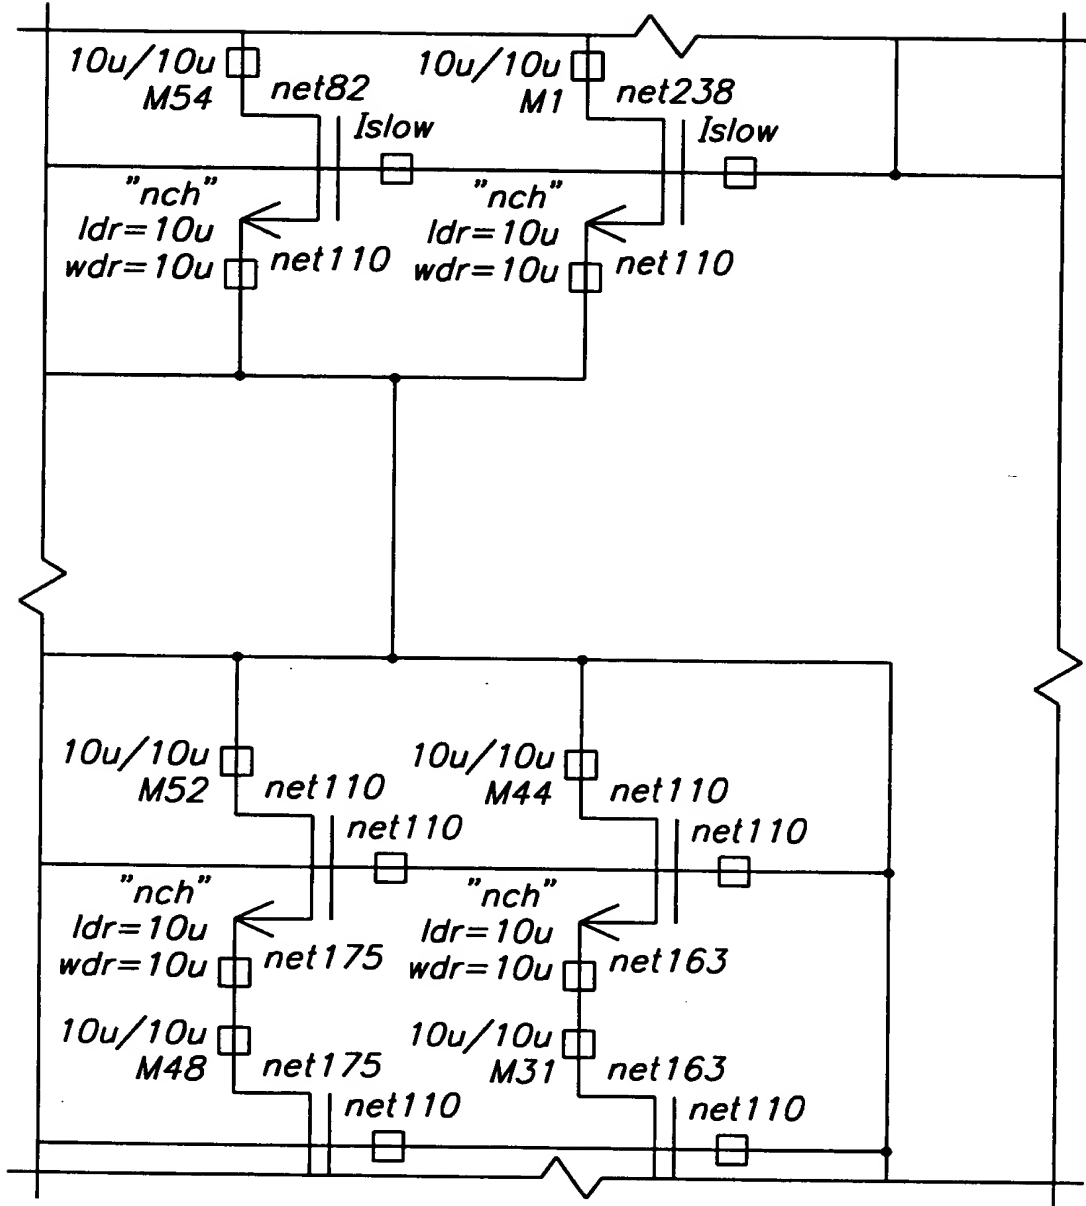 10u/10u
M54
net82
Islow
"nch"
ldr=10u
wdr=10u
net110
10u/10u
M1
net238
Islow
"nch"
ldr=10u
wdr=10u
net110
10u/10u
M52
net110
net110
"nch"
ldr=10u
wdr=10u
net175
10u/10u
M44
net110
net110
"nch"
ldr=10u
wdr=10u
net163
10u/10u
M48
net175
net110
10u/10u
M31
net163
net110